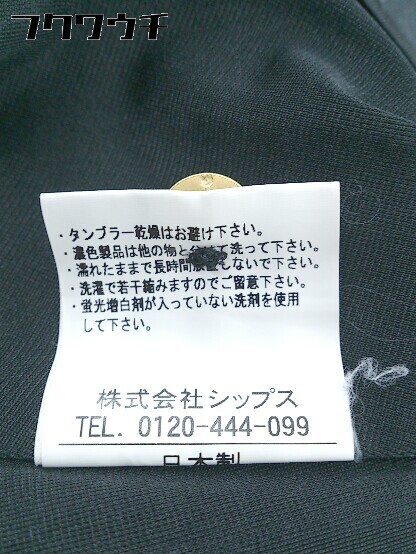 フクウロウチ
・タンブラー乾燥はお避け下さい。
・濃色製品は他の物と 洗って下さい。
・濡れたままで長時間放置しないで下さい。
・洗濯で若干縮みますのでご留意下さい。
・蛍光増白剤が入っていない洗剤を使用
して下さい。
株式会社シップス
TEL. 0120-444-099
日本製